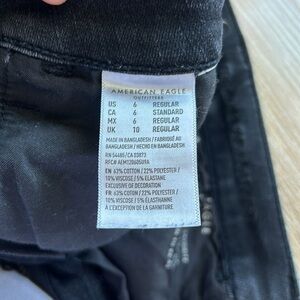 AMERICAN EAGLE
OUTFITTERS
US 6 REGULAR
CA 6 STANDARD
MX 6 REGULAR
UK 10 REGULAR
MADE IN BANGLADESH / FABRIQUÉ AU
BANGLADESH / HECHO EN BANGLADESH
RN 54485/CA 03873
EN 63% COTTON / 22% POLYESTER /
10% VISCOSE / 5% ELASTANE
EXCLUSIVE OF DECORATION
FR 63% COTON / 22% POLYESTER /
10% VISCOSE / 5% ÉLASTHANNE
À L'EXCEPTION DE LA GARNITURE